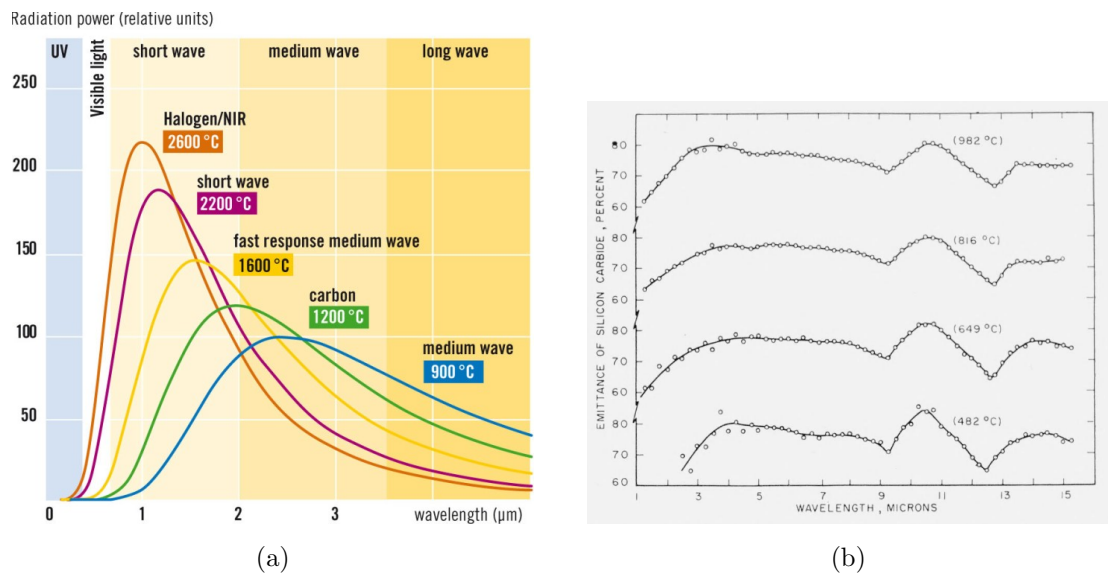 Radiation power (relative units)
UV
Visible light
short wave
medium wave
long wave
250
200
150
100
50
Halogen/NIR
2600 °C
short wave
2200 °C
fast response medium wave
1600 °C
carbon
1200 °C
medium wave
900 °C
0 1 2 3 wavelength (μm)
(a)
EMITTANCE OF SILICON CARBIDE, PERCENT
80
70
60
(982 °C)
80
70
60
(816 °C)
80
70
60
(649 °C)
80
70
60
(482 °C)
1 3 5 7 9 11 13 15
WAVELENGTH, MICRONS
(b)